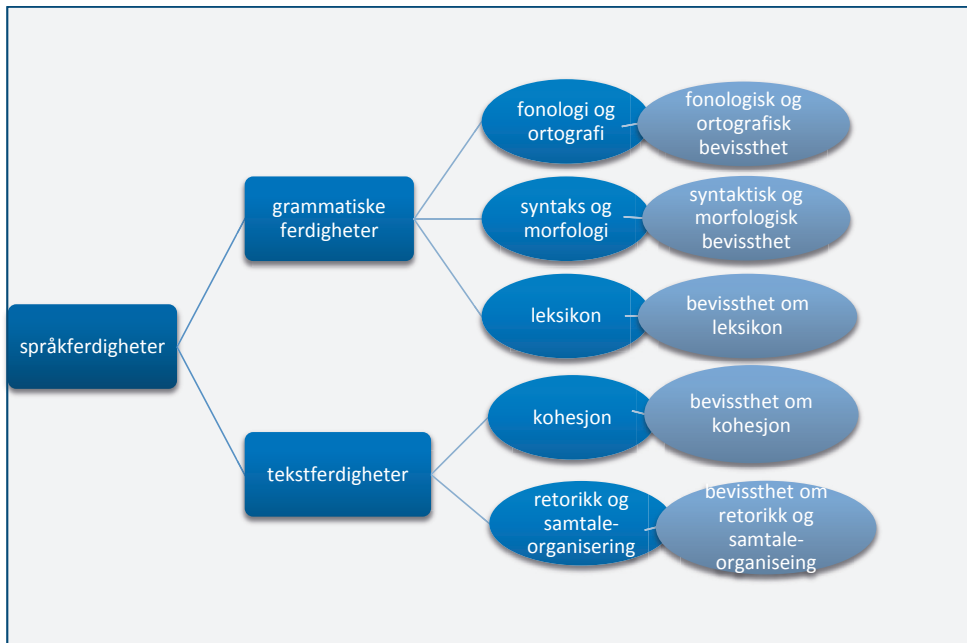 språkferdigheter
grammatiske
ferdigheter
fonologi og
ortografi
fonologisk og
ortografisk
bevissthet
syntaks og
morfologi
syntaktisk og
morfologisk
bevissthet
leksikon
bevissthet om
leksikon
tekstferdigheter
kohesjon
bevissthet om
kohesjon
retorikk og
samtale-
organisering
bevissthet om
retorikk og
samtale-
organiseing